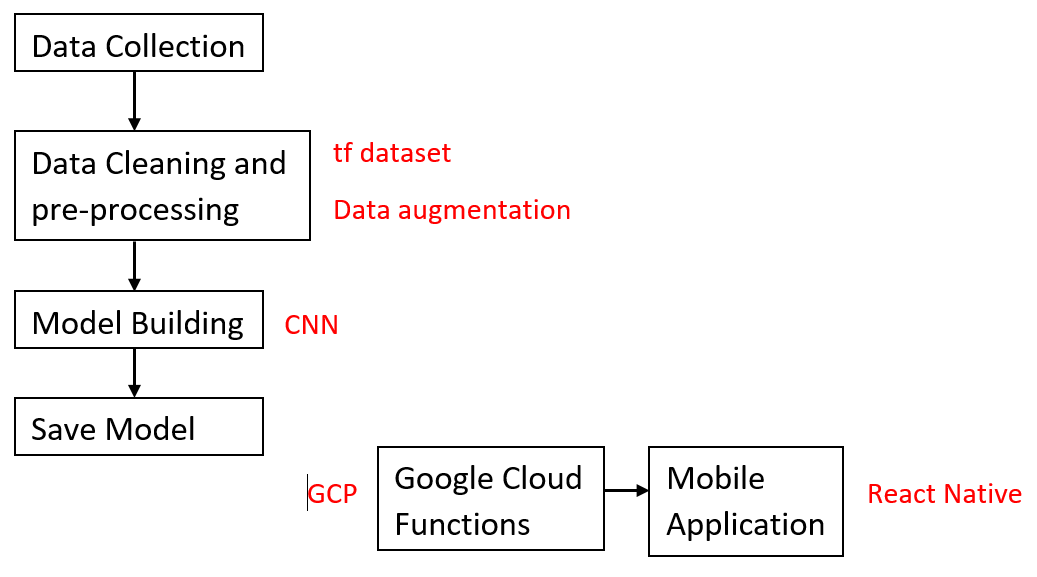 Data Collection
Data Cleaning and
pre-processing
tf dataset
Data augmentation
Model Building
CNN
Save Model
GCP
Google Cloud
Functions
Mobile
Application
React Native